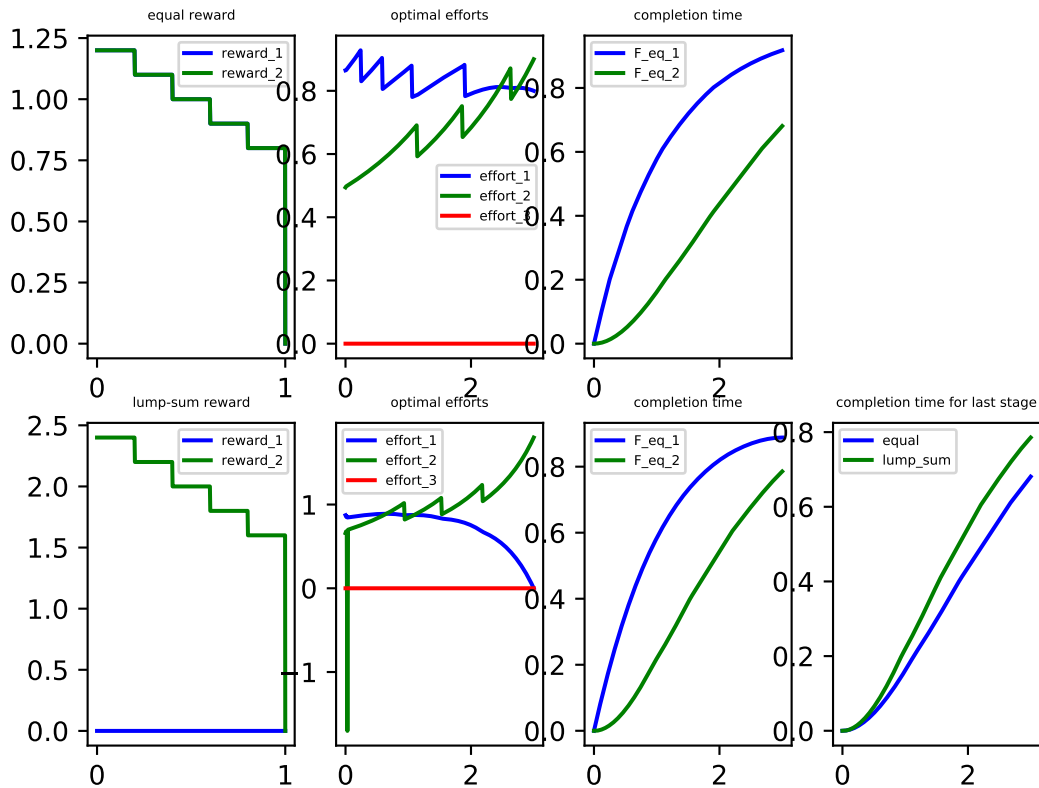 equal reward
optimal efforts
completion time
1.25
1.00
0.75
0.50
0.25
0.00
0
1
reward_1
reward_2
0.8
0.6
0.4
0.2
0.0
2
effort_1
effort_2
effort_3
0.8
0.6
0.4
0.2
0.0
0
2
F_eq_1
F_eq_2
lump-sum reward
optimal efforts
completion time
completion time for last stage
2.5
2.0
1.5
1.0
0.5
0.0
0
1
reward_1
reward_2
1
0
−1
0
2
effort_1
effort_2
effort_3
0.8
0.6
0.4
0.2
0.0
0
2
F_eq_1
F_eq_2
0.8
0.6
0.4
0.2
0.0
0
2
equal
lump_sum